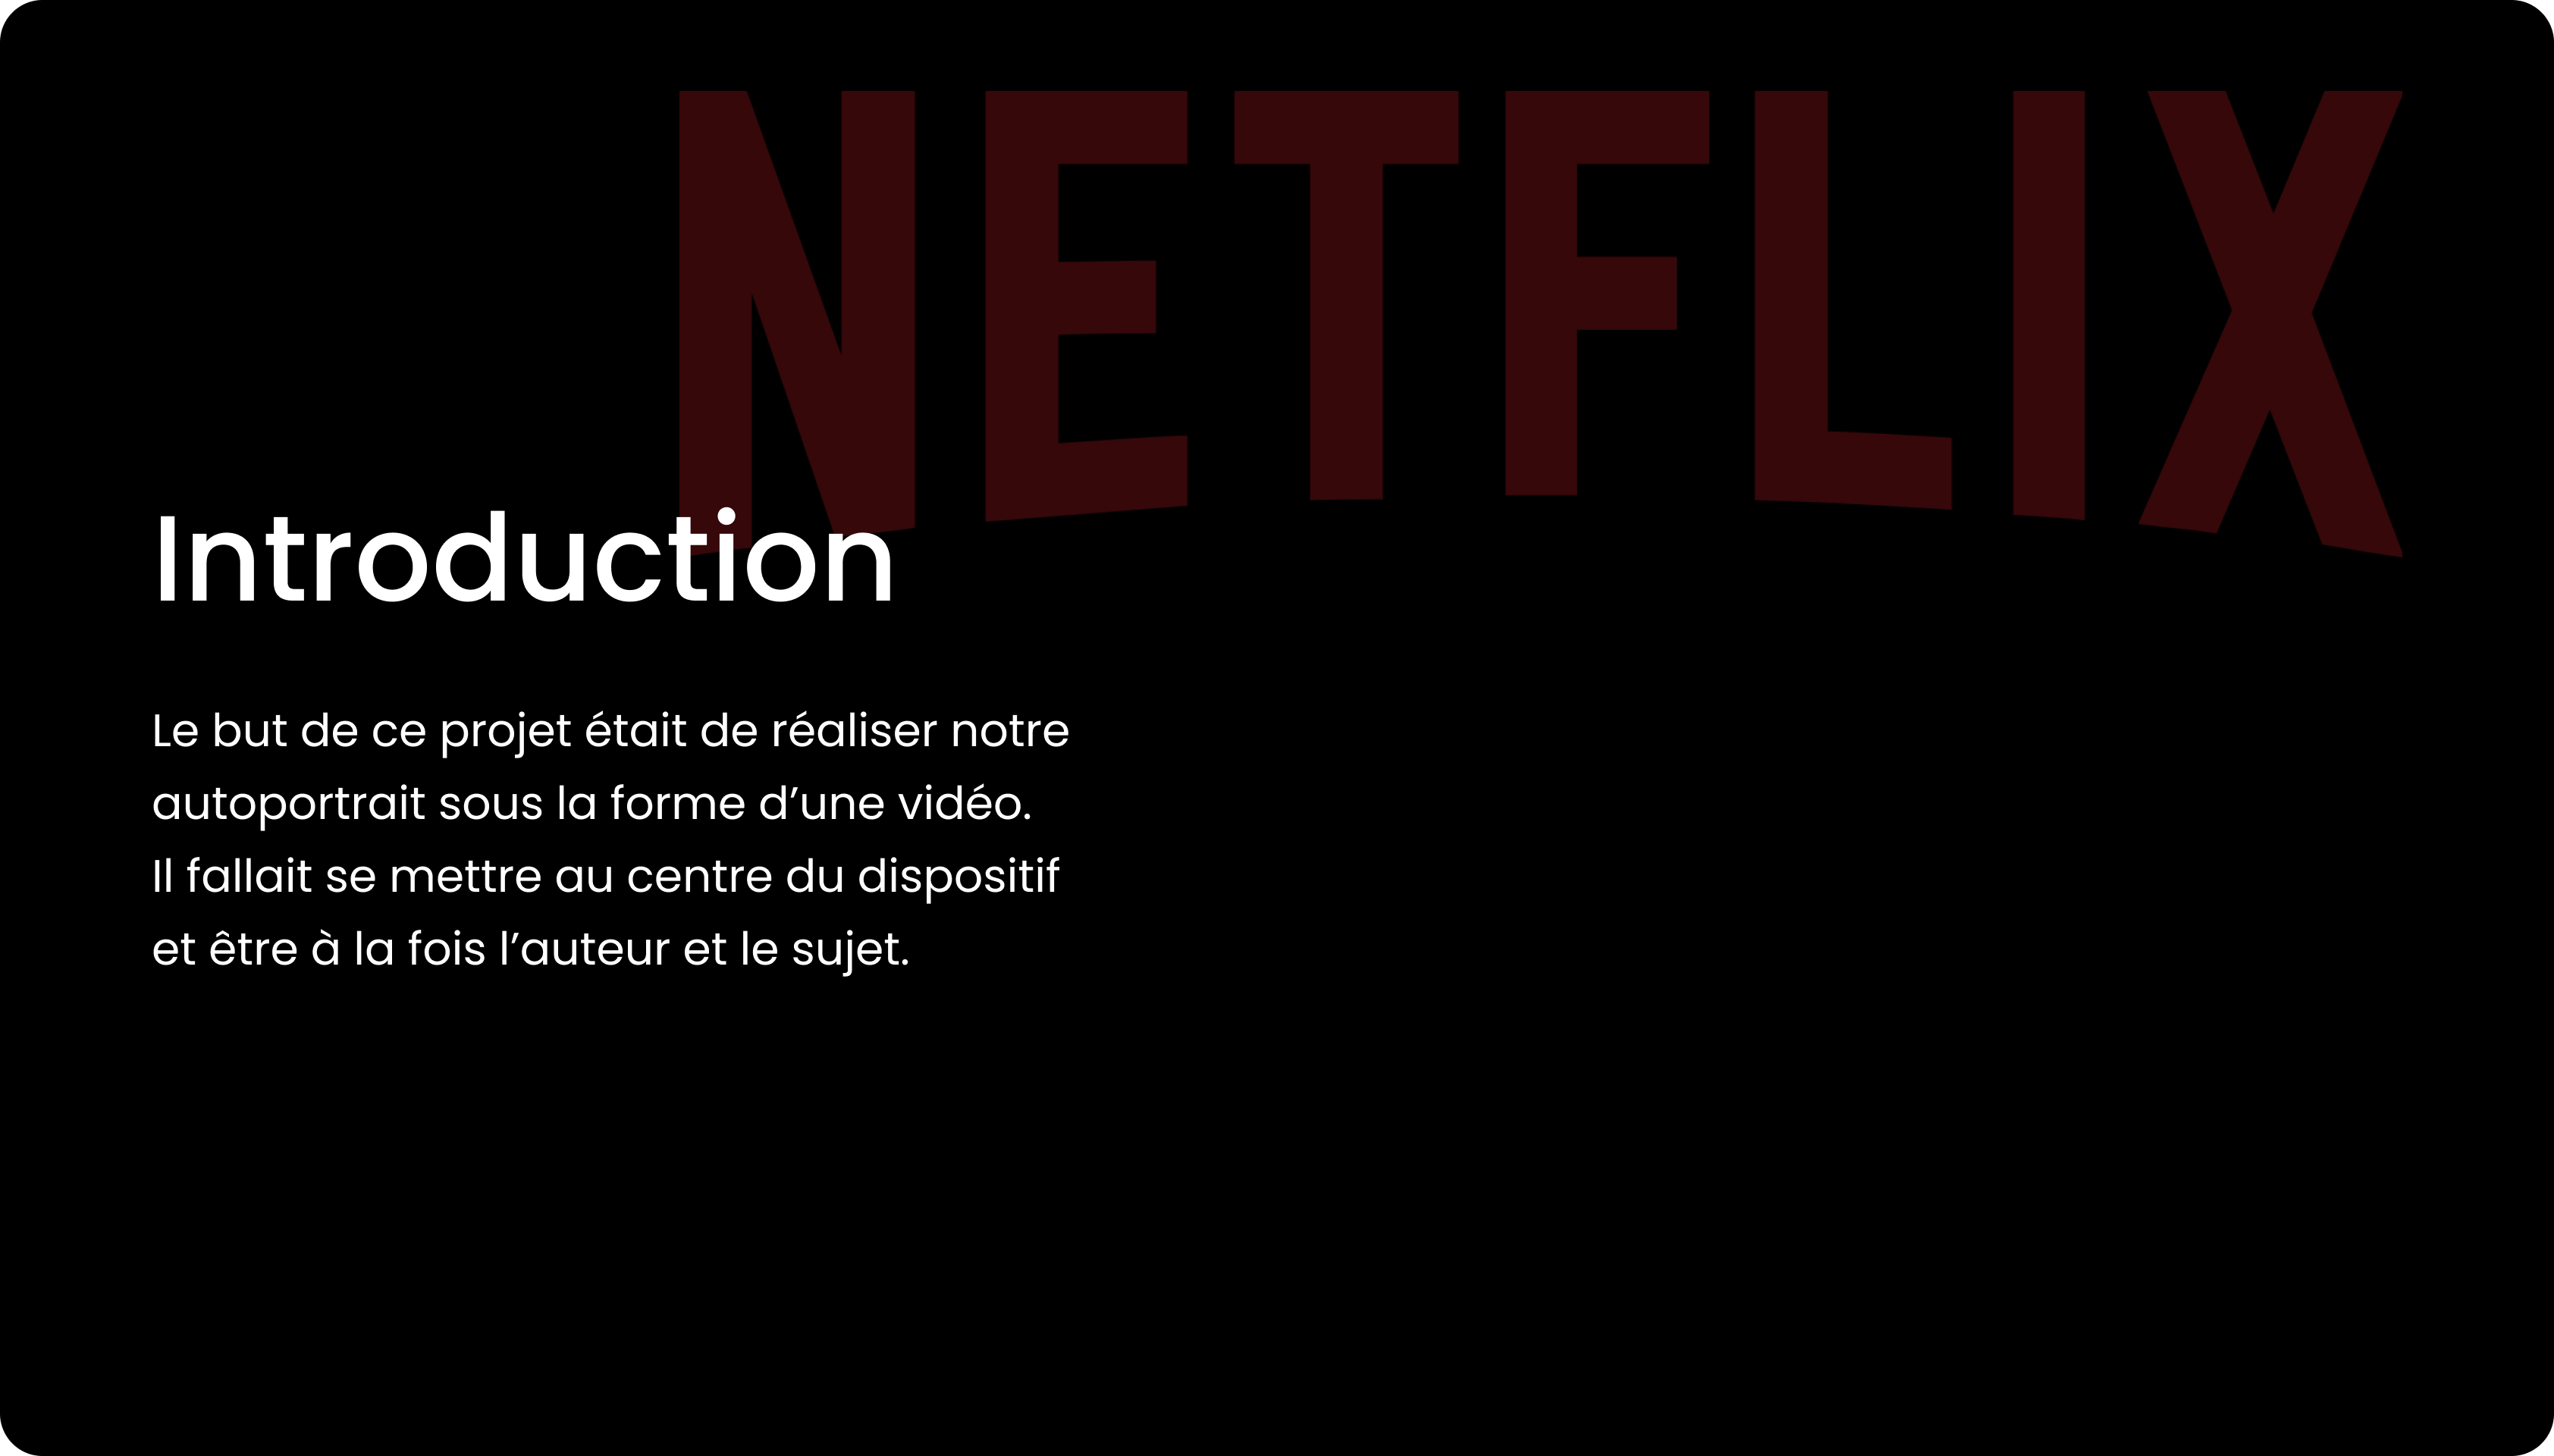 NETFLIX
Introduction
Le but de ce projet était de réaliser notre
autoportrait sous la forme d’une vidéo.
Il fallait se mettre au centre du dispositif
et être à la fois l’auteur et le sujet.